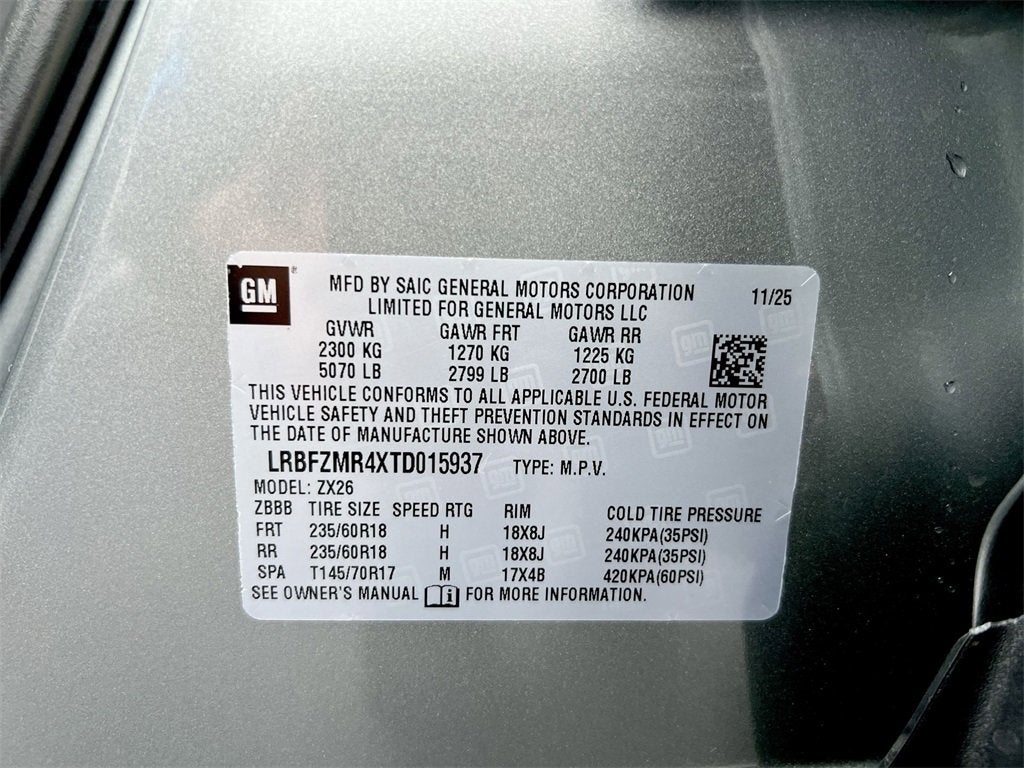 GM
MFD BY SAIC GENERAL MOTORS CORPORATION 11/25
LIMITED FOR GENERAL MOTORS LLC
GVWR GAWR FRT GAWR RR
2300 KG 1270 KG 1225 KG
5070 LB 2799 LB 2700 LB
THIS VEHICLE CONFORMS TO ALL APPLICABLE U.S. FEDERAL MOTOR
VEHICLE SAFETY AND THEFT PREVENTION STANDARDS IN EFFECT ON
THE DATE OF MANUFACTURE SHOWN ABOVE.
LRBFZMR4XTD015937 TYPE: M.P.V.
MODEL: ZX26
ZBBB TIRE SIZE SPEED RTG RIM COLD TIRE PRESSURE
FRT 235/60R18 H 18X8J 240KPA(35PSI)
RR 235/60R18 H 18X8J 240KPA(35PSI)
SPA T145/70R17 M 17X4B 420KPA(60PSI)
SEE OWNER'S MANUAL i FOR MORE INFORMATION.